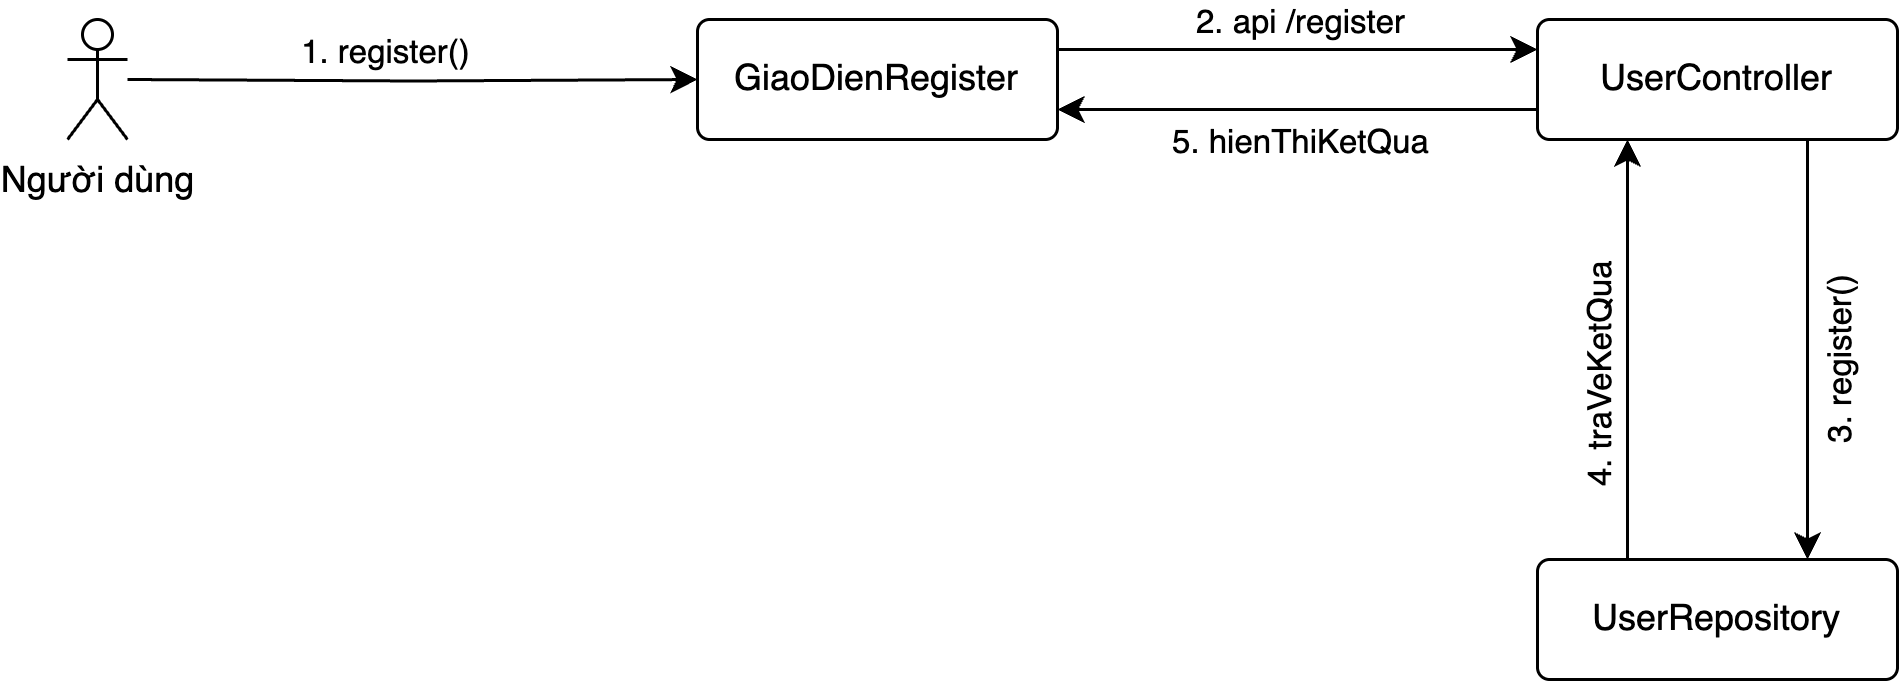 1. register()
2. api /register
GiaoDienRegister
UserController
5. hienThiKetQua
Người dùng
4. traVeKetQua
3. register()
UserRepository